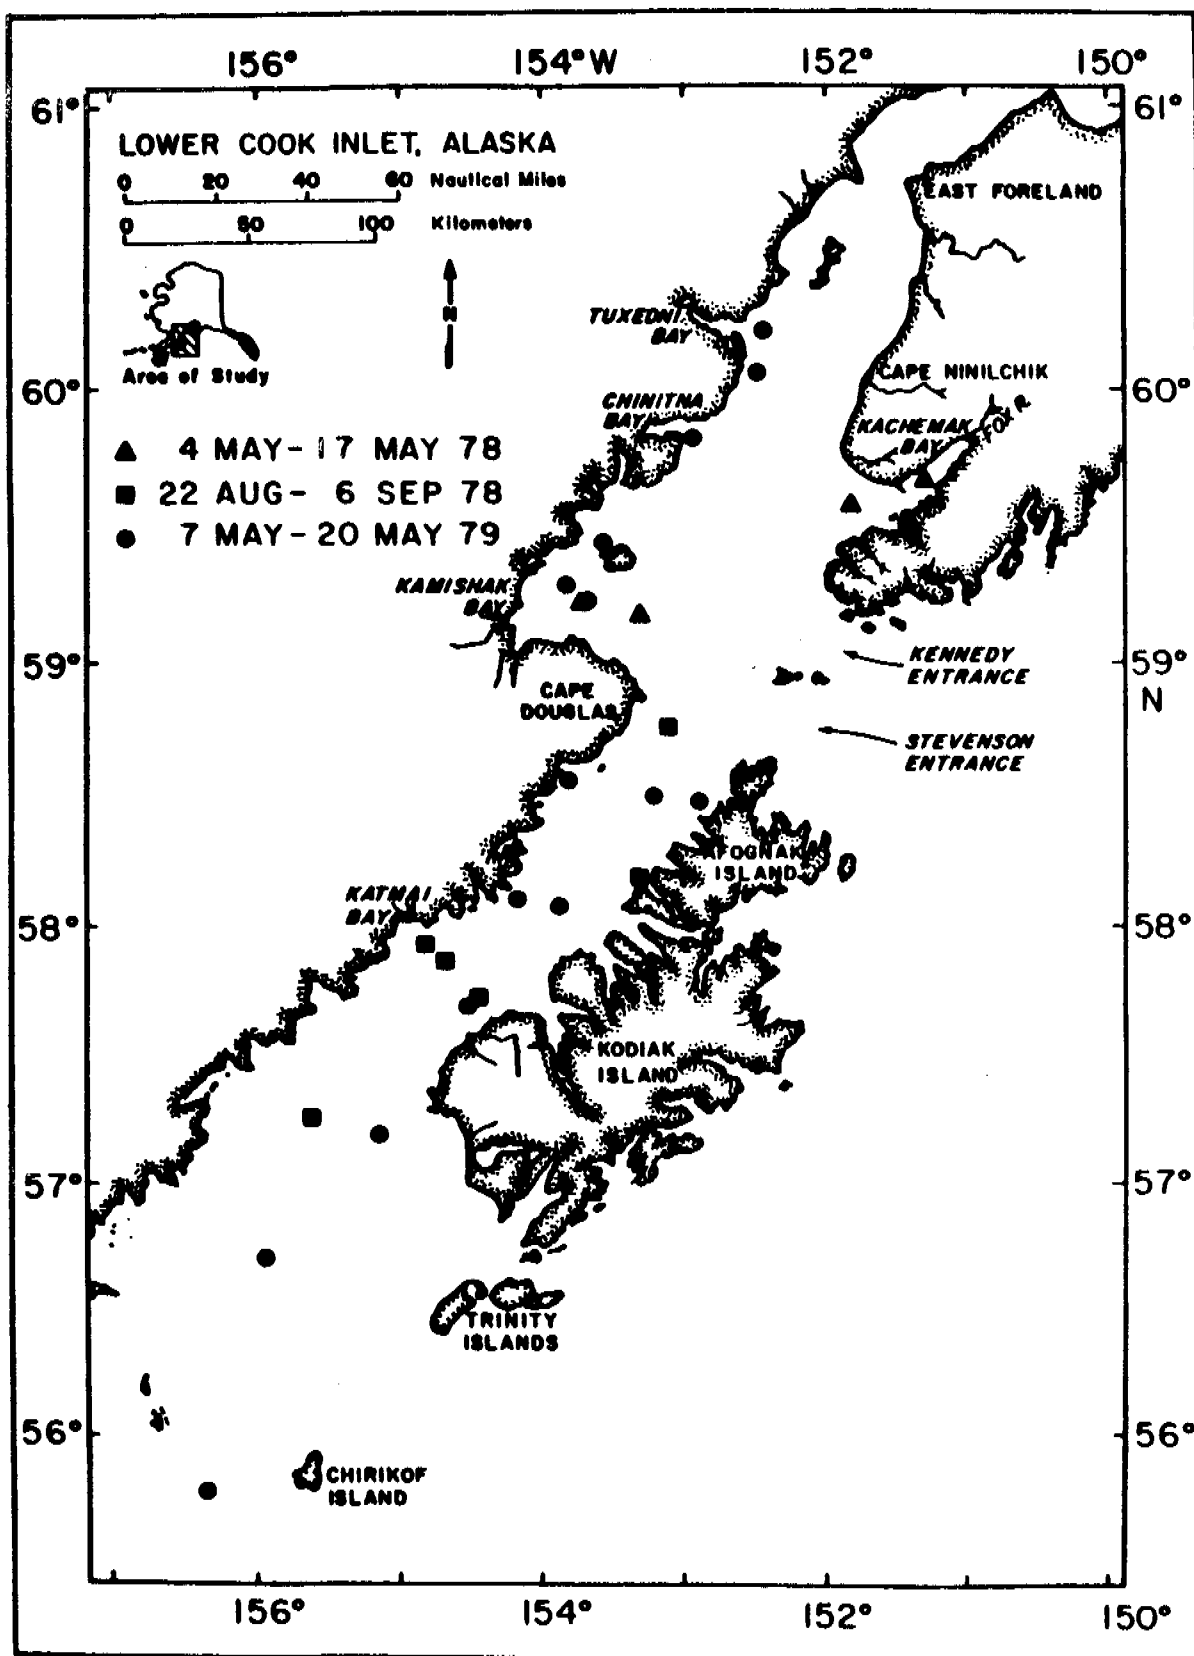 156° 154°W 152° 150°
61° 61°
LOWER COOK INLET, ALASKA
0 20 40 60 Nautical Miles
0 50 100 Kilometers
EAST FORELAND
N
TUXEDNI
BAY
Area of Study
60° 60°
CAPE NINILCHIK
CHINITNA
BAY
KACHEMAK
BAY
FOX R.
4 MAY-17 MAY 78
22 AUG- 6 SEP 78
7 MAY-20 MAY 79
KAMISHAK
BAY
59° 59°
N
KENNEDY
ENTRANCE
CAPE
DOUGLAS
STEVENSON
ENTRANCE
AFOGNAK
ISLAND
KATMAI
BAY
58° 58°
KODIAK
ISLAND
57° 57°
TRINITY
ISLANDS
56° 56°
CHIRIKOF
ISLAND
156° 154° 152° 150°